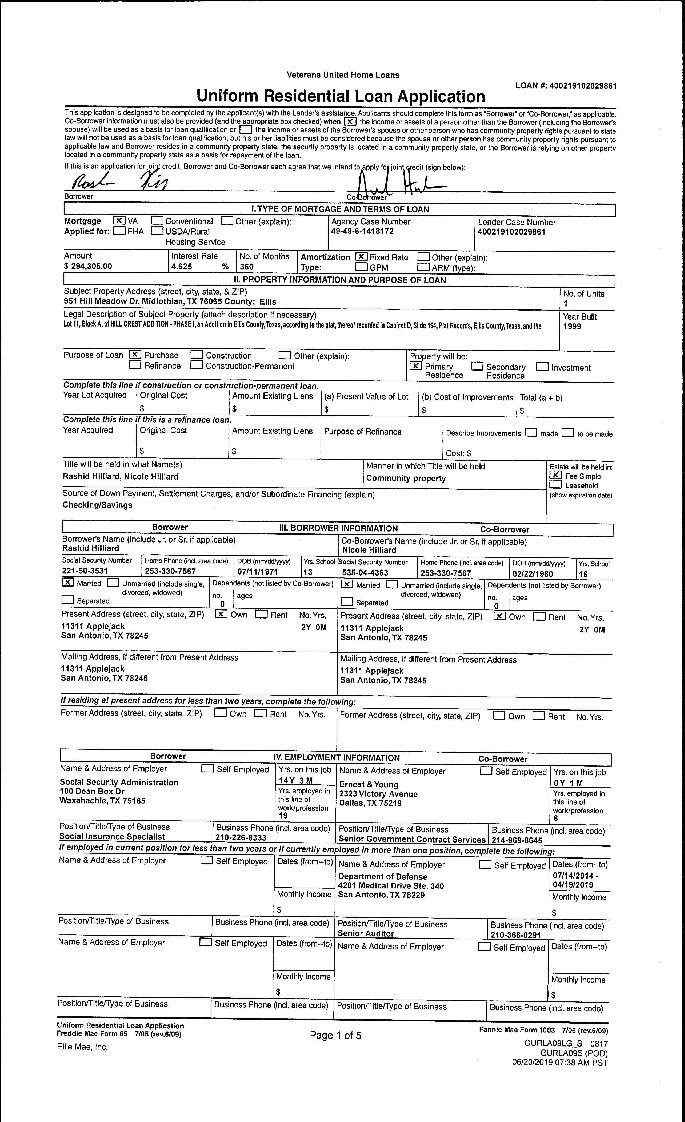 Veterans United Home Loans
LOAN #: 400219102029861
Uniform Residential Loan Application
This application is designed to be completed by the applicant(s) with the Lender's assistance. Applicants should complete this form as "Borrower" or "Co-Borrower," as applicable.
Co-Borrower information must also be provided (and the appropriate box checked) when [X] the income or assets of a person other than the Borrower (including the Borrower's
spouse) will be used as a basis for loan qualification or [ ] the income or assets of the Borrower's spouse or other person who has community property rights pursuant to state
law will not be used as a basis for loan qualification, but his or her liabilities must be considered because the spouse or other person has community property rights pursuant to
applicable law and Borrower resides in a community property state, the security property is located in a community property state, or the Borrower is relying on other property
located in a community property state as a basis for repayment of the loan.
If this is an application for joint credit, Borrower and Co-Borrower each agree that we intend to apply for joint credit (sign below):
Borrower Co-Borrower
I. TYPE OF MORTGAGE AND TERMS OF LOAN
Mortgage [X] VA [ ] Conventional [ ] Other (explain): Agency Case Number Lender Case Number
Applied for: [ ] FHA [ ] USDA/Rural 49-49-6-1418172 400219102029861
Housing Service
Amount Interest Rate No. of Months Amortization [X] Fixed Rate [ ] Other (explain):
$ 294,305.00 4.625 % 360 Type: [ ] GPM [ ] ARM (type):
II. PROPERTY INFORMATION AND PURPOSE OF LOAN
Subject Property Address (street, city, state, & ZIP) No. of Units
951 Hill Meadow Dr, Midlothian, TX 76065 County: Ellis 1
Legal Description of Subject Property (attach description if necessary) Year Built
Lot 11, Block A, of HILL CREST ADDITION - PHASE I, an Addition in Ellis County, Texas, according to the plat, thereof recorded in Cabinet D, Slide 164, Plat Records, Ellis County, Texas, and the 1999
Purpose of Loan [X] Purchase [ ] Construction [ ] Other (explain): Property will be:
[ ] Refinance [ ] Construction-Permanent [X] Primary Residence [ ] Secondary Residence [ ] Investment
Complete this line if construction or construction-permanent loan.
Year Lot Acquired Original Cost Amount Existing Liens (a) Present Value of Lot (b) Cost of Improvements Total (a + b)
$ $ $ $ $
Complete this line if this is a refinance loan.
Year Acquired Original Cost Amount Existing Liens Purpose of Refinance Describe Improvements [ ] made [ ] to be made
$ $ Cost: $
Title will be held in what Name(s) Manner in which Title will be held Estate will be held in:
Rashid Hilliard, Nicole Hilliard Community property [X] Fee Simple
[ ] Leasehold
Source of Down Payment, Settlement Charges, and/or Subordinate Financing (explain) (show expiration date)
Checking/Savings
Borrower III. BORROWER INFORMATION Co-Borrower
Borrower's Name (include Jr. or Sr. if applicable) Co-Borrower's Name (include Jr. or Sr. if applicable)
Rashid Hilliard Nicole Hilliard
Social Security Number Home Phone (incl. area code) DOB (mm/dd/yyyy) Yrs. School Social Security Number Home Phone (incl. area code) DOB (mm/dd/yyyy) Yrs. School
221-50-3531 253-330-7567 07/11/1971 13 536-04-4363 253-330-7567 02/22/1980 16
[X] Married [ ] Unmarried (include single, divorced, widowed) Dependents (not listed by Co-Borrower) [X] Married [ ] Unmarried (include single, divorced, widowed) Dependents (not listed by Borrower)
[ ] Separated no. 0 ages [ ] Separated no. 0 ages
Present Address (street, city, state, ZIP) [X] Own [ ] Rent No. Yrs. Present Address (street, city, state, ZIP) [X] Own [ ] Rent No. Yrs.
11311 Applejack 2Y 0M 11311 Applejack 2Y 0M
San Antonio, TX 78245 San Antonio, TX 78245
Mailing Address, if different from Present Address Mailing Address, if different from Present Address
11311 Applejack 11311 Applejack
San Antonio, TX 78245 San Antonio, TX 78245
If residing at present address for less than two years, complete the following:
Former Address (street, city, state, ZIP) [ ] Own [ ] Rent No. Yrs. Former Address (street, city, state, ZIP) [ ] Own [ ] Rent No. Yrs.
Borrower IV. EMPLOYMENT INFORMATION Co-Borrower
Name & Address of Employer [ ] Self Employed Yrs. on this job Name & Address of Employer [ ] Self Employed Yrs. on this job
Social Security Administration 14Y 3M Ernest & Young 0Y 1M
100 Dean Box Dr Yrs. employed in this line of work/profession 2323 Victory Avenue Yrs. employed in this line of work/profession
Waxahachie, TX 75165 19 Dallas, TX 75219 6
Position/Title/Type of Business Business Phone (incl. area code) Position/Title/Type of Business Business Phone (incl. area code)
Social Insurance Specialist 210-226-8333 Senior Government Contract Services 214-969-8645
If employed in current position for less than two years or if currently employed in more than one position, complete the following:
Name & Address of Employer [ ] Self Employed Dates (from–to) Name & Address of Employer [ ] Self Employed Dates (from–to)
Department of Defense 07/14/2014 -
4201 Medical Drive Ste. 340 04/19/2019
Monthly Income San Antonio, TX 78229 Monthly Income
$ $
Position/Title/Type of Business Business Phone (incl. area code) Position/Title/Type of Business Business Phone (incl. area code)
Senior Auditor 210-366-0291
Name & Address of Employer [ ] Self Employed Dates (from–to) Name & Address of Employer [ ] Self Employed Dates (from–to)
Monthly Income Monthly Income
$ $
Position/Title/Type of Business Business Phone (incl. area code) Position/Title/Type of Business Business Phone (incl. area code)
Uniform Residential Loan Application
Freddie Mac Form 65 7/05 (rev.6/09) Page 1 of 5 Fannie Mae Form 1003 7/05 (rev.6/09)
Ellie Mae, Inc. GURLA09LG_S 0817
GURLA09S (POD)
06/20/2019 07:38 AM PST